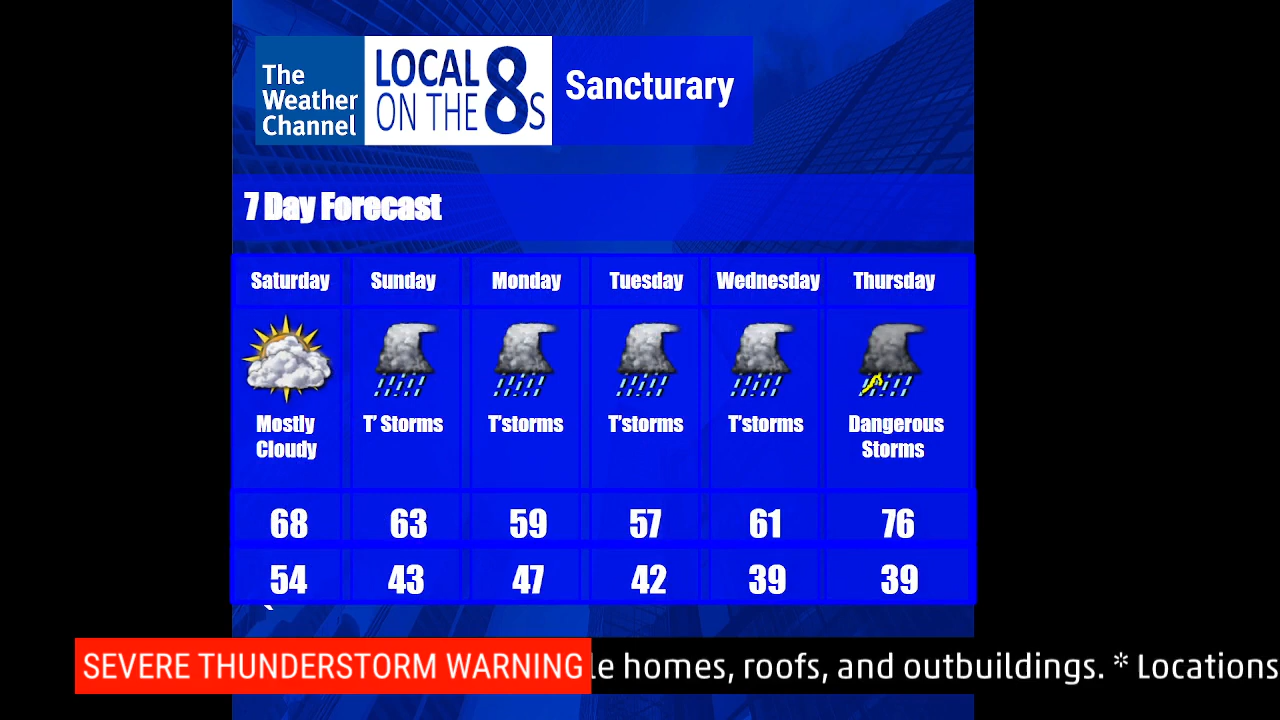 The
Weather
Channel
LOCAL
ON THE
8s
Sancturary
7 Day Forecast
Saturday Sunday Monday Tuesday Wednesday Thursday
Mostly
Cloudy
T' Storms
T'storms
T'storms
T'storms
Dangerous
Storms
68 63 59 57 61 76
54 43 47 42 39 39
SEVERE THUNDERSTORM WARNING le homes, roofs, and outbuildings. * Locations